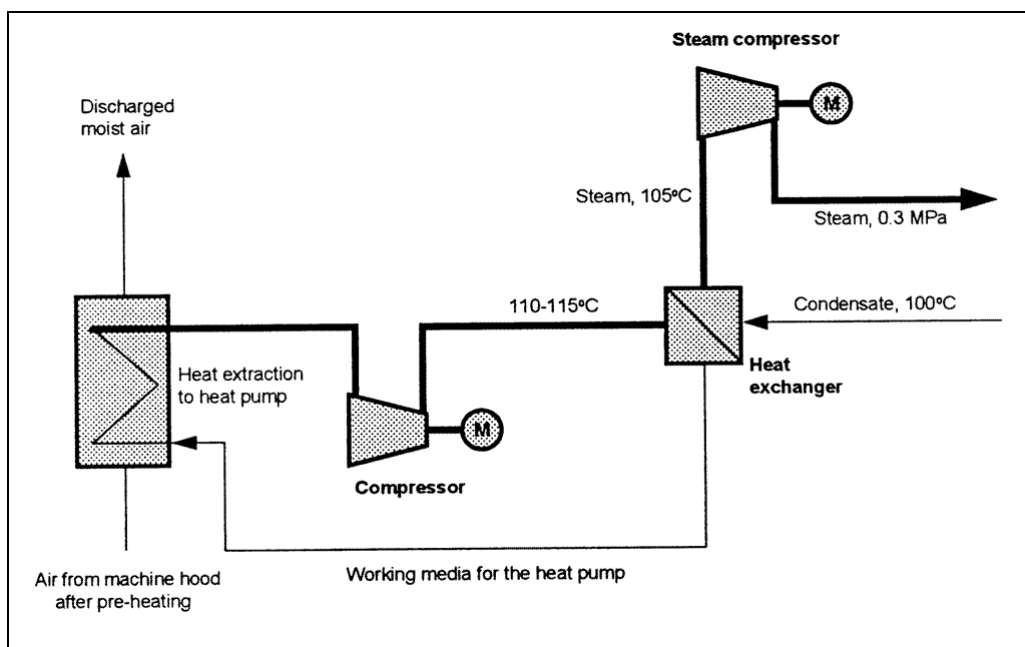 Steam compressor
M
Discharged
moist air
Steam, 105ºC
Steam, 0.3 MPa
110-115ºC
Condensate, 100ºC
Heat extraction
to heat pump
Heat
exchanger
M
Compressor
Air from machine hood
after pre-heating
Working media for the heat pump